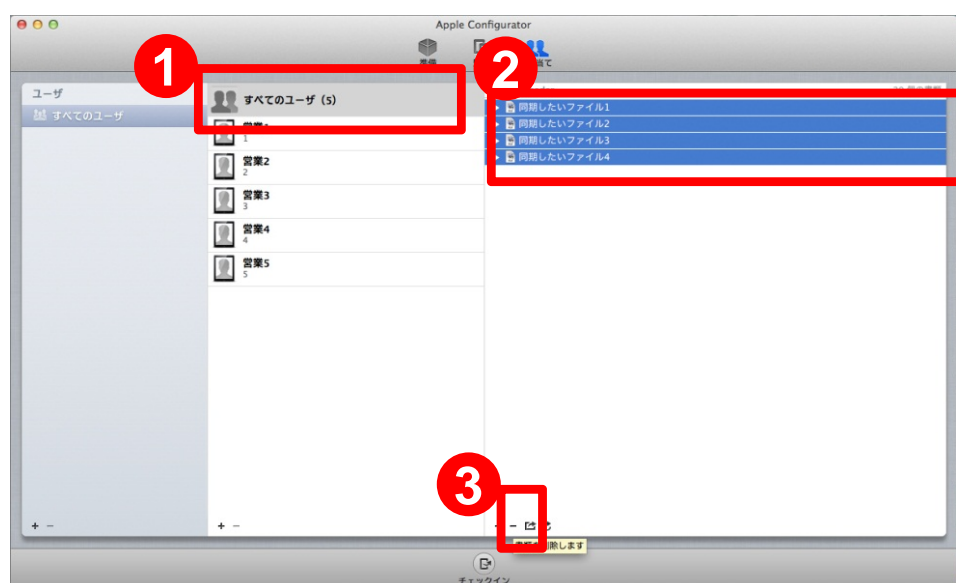 Apple Configurator
1
2
ユーザ
すべてのユーザ
すべてのユーザ (5)
1
営業2
2
営業3
3
営業4
4
営業5
5
同期したいファイル1
同期したいファイル2
同期したいファイル3
同期したいファイル4
3
+ −
+ −
チェックイン